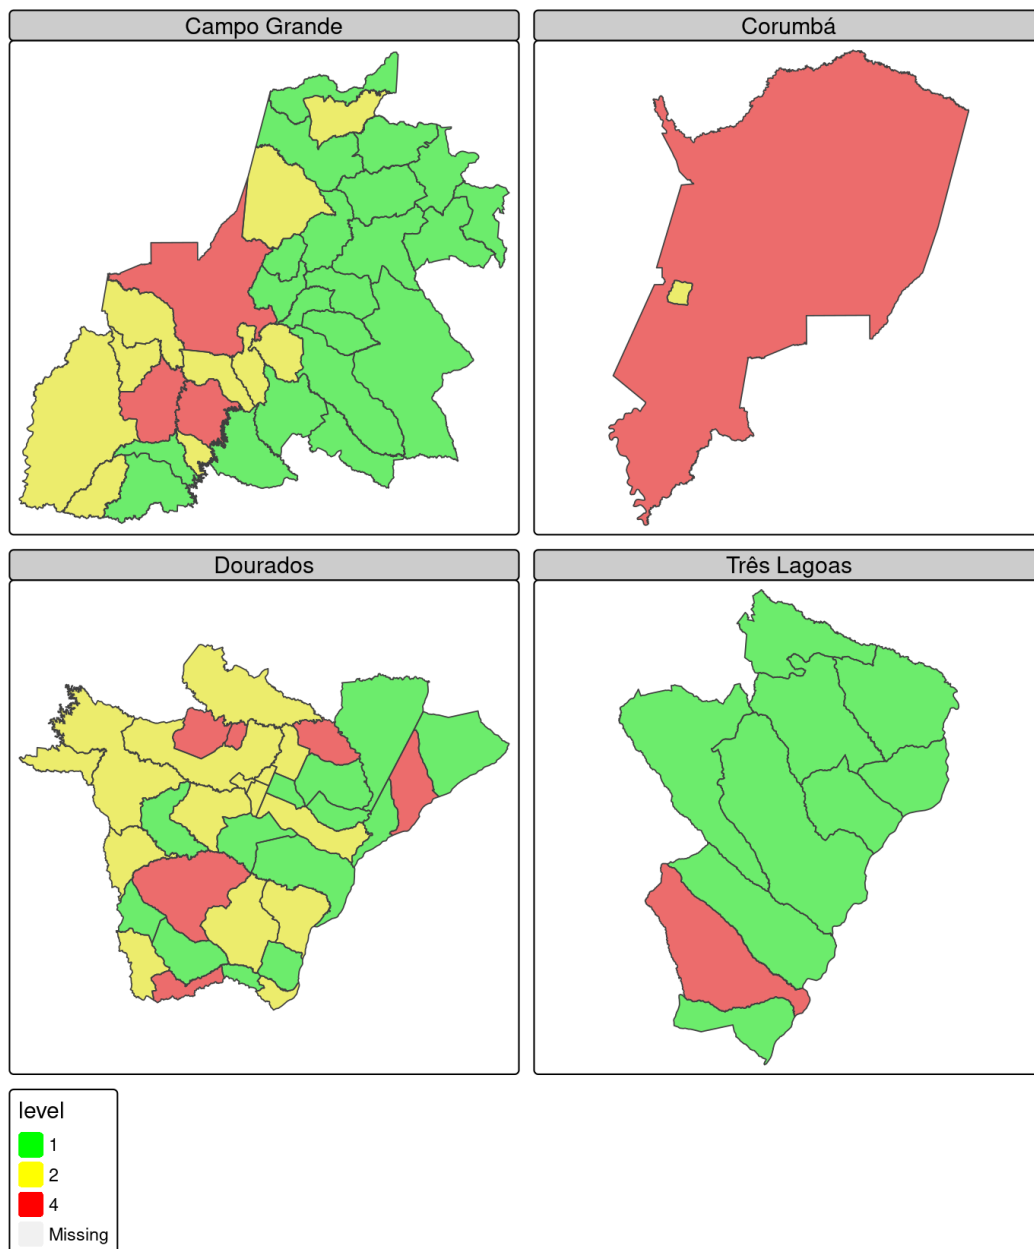 Campo Grande
Corumbá
Dourados
Três Lagoas
level
1
2
4
Missing